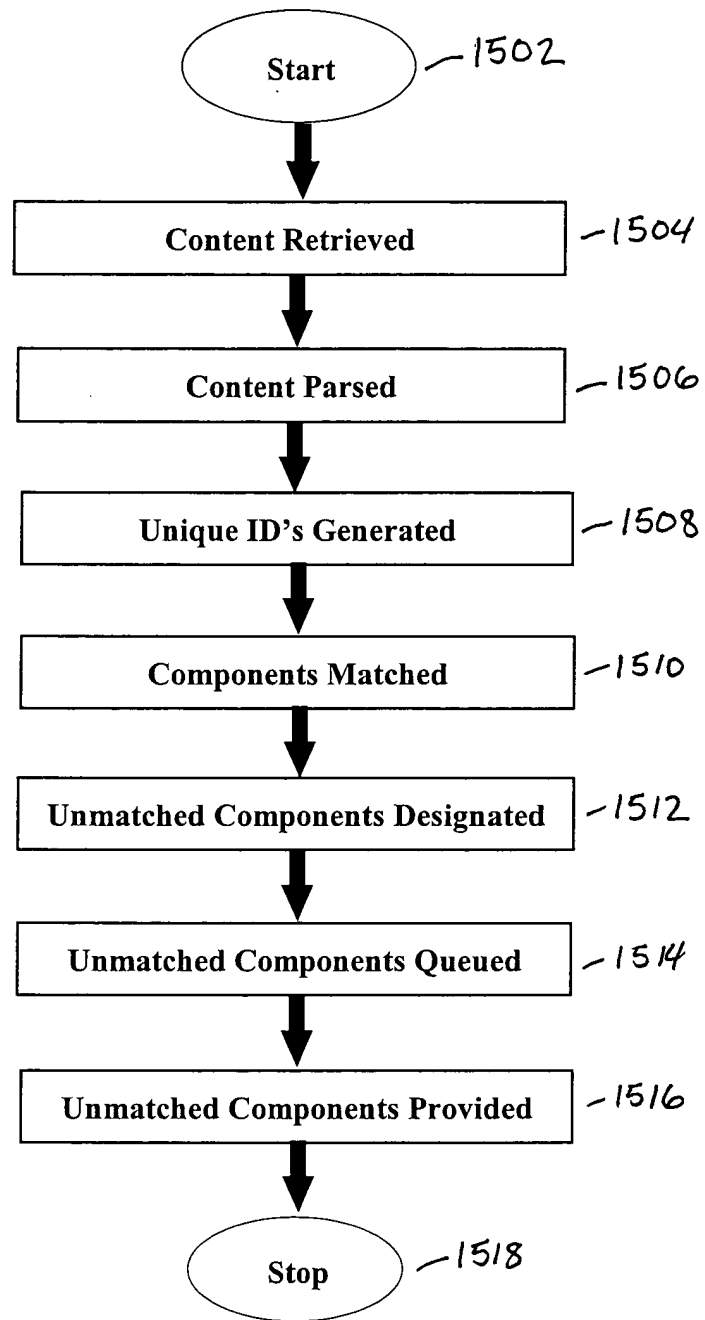 Start 1502
Content Retrieved 1504
Content Parsed 1506
Unique ID's Generated 1508
Components Matched 1510
Unmatched Components Designated 1512
Unmatched Components Queued 1514
Unmatched Components Provided 1516
Stop 1518